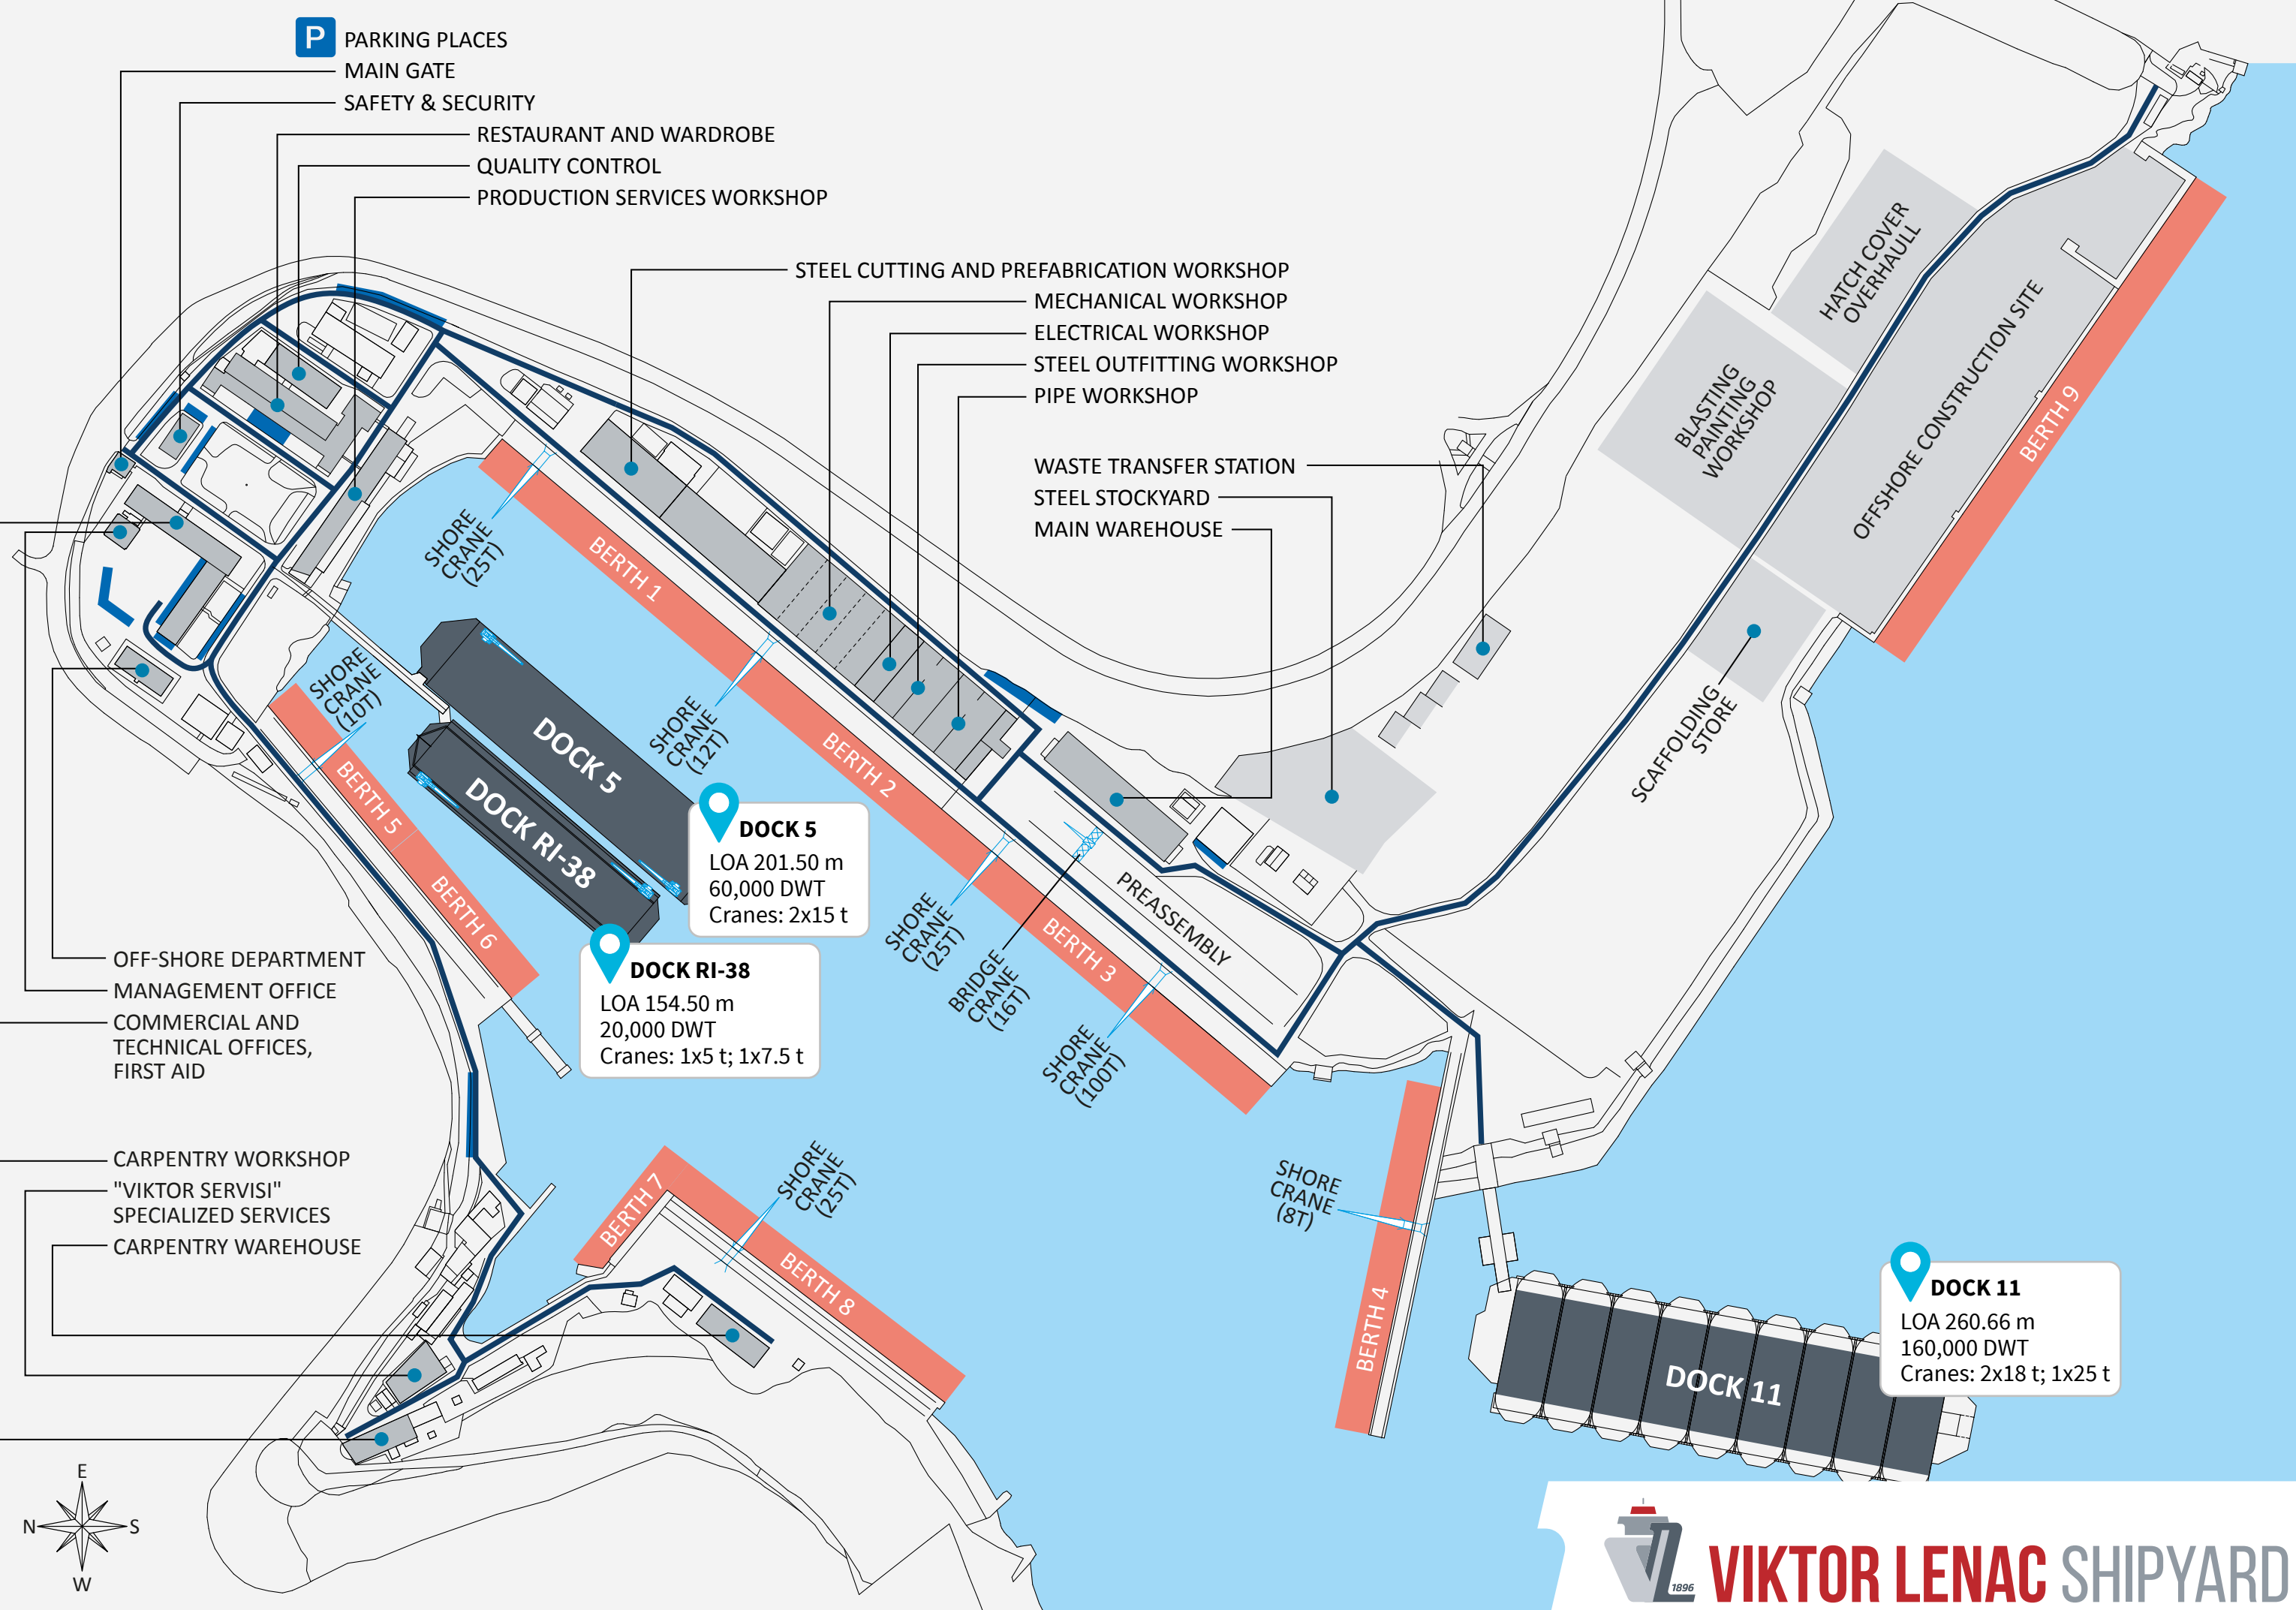 P PARKING PLACES
MAIN GATE
SAFETY & SECURITY
RESTAURANT AND WARDROBE
QUALITY CONTROL
PRODUCTION SERVICES WORKSHOP
STEEL CUTTING AND PREFABRICATION WORKSHOP
MECHANICAL WORKSHOP
ELECTRICAL WORKSHOP
STEEL OUTFITTING WORKSHOP
PIPE WORKSHOP
WASTE TRANSFER STATION
STEEL STOCKYARD
MAIN WAREHOUSE
HATCH COVER
OVERHAULL
BLASTING
PAINTING
WORKSHOP
OFFSHORE CONSTRUCTION SITE
BERTH 9
SCAFFOLDING
STORE
SHORE
CRANE
(25T)
BERTH 1
SHORE
CRANE
(10T)
BERTH 5
BERTH 6
DOCK 5
DOCK RI-38
SHORE
CRANE
(12T)
BERTH 2
DOCK 5
LOA 201.50 m
60,000 DWT
Cranes: 2x15 t
DOCK RI-38
LOA 154.50 m
20,000 DWT
Cranes: 1x5 t; 1x7.5 t
SHORE
CRANE
(25T)
BRIDGE
CRANE
(16T)
PREASSEMBLY
BERTH 3
SHORE
CRANE
(100T)
OFF-SHORE DEPARTMENT
MANAGEMENT OFFICE
COMMERCIAL AND
TECHNICAL OFFICES,
FIRST AID
CARPENTRY WORKSHOP
"VIKTOR SERVISI"
SPECIALIZED SERVICES
CARPENTRY WAREHOUSE
BERTH 7
SHORE
CRANE
(25T)
BERTH 8
SHORE
CRANE
(8T)
BERTH 4
DOCK 11
DOCK 11
LOA 260.66 m
160,000 DWT
Cranes: 2x18 t; 1x25 t
E
N S
W
1896
VIKTOR LENAC SHIPYARD